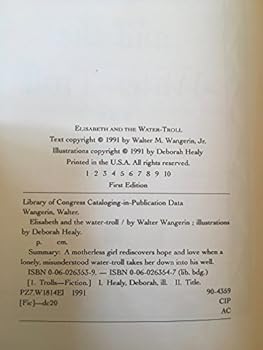 ELISABETH AND THE WATER-TROLL
Text copyright © 1991 by Walter M. Wangerin, Jr.
Illustrations copyright © 1991 by Deborah Healy
Printed in the U.S.A. All rights reserved.
1 2 3 4 5 6 7 8 9 10
First Edition
Library of Congress Cataloging-in-Publication Data
Wangerin, Walter.
Elisabeth and the water-troll / by Walter Wangerin ; illustrations
by Deborah Healy.
p. cm.
Summary: A motherless girl rediscovers hope and love when a
lonely, misunderstood water-troll takes her down into his well.
ISBN 0-06-026353-9. — ISBN 0-06-026354-7 (lib. bdg.)
[1. Trolls—Fiction.] I. Healy, Deborah, ill. II. Title.
PZ7.W1814El 1991 90-4359
[Fic]—dc20 CIP
AC